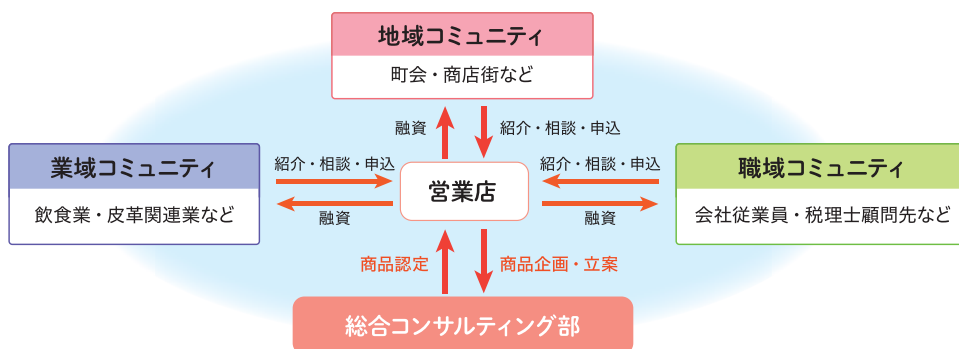 地域コミュニティ
町会・商店街など
融資
紹介・相談・申込
業域コミュニティ
飲食業・皮革関連業など
紹介・相談・申込
融資
営業店
紹介・相談・申込
融資
職域コミュニティ
会社従業員・税理士顧問先など
商品認定
商品企画・立案
総合コンサルティング部